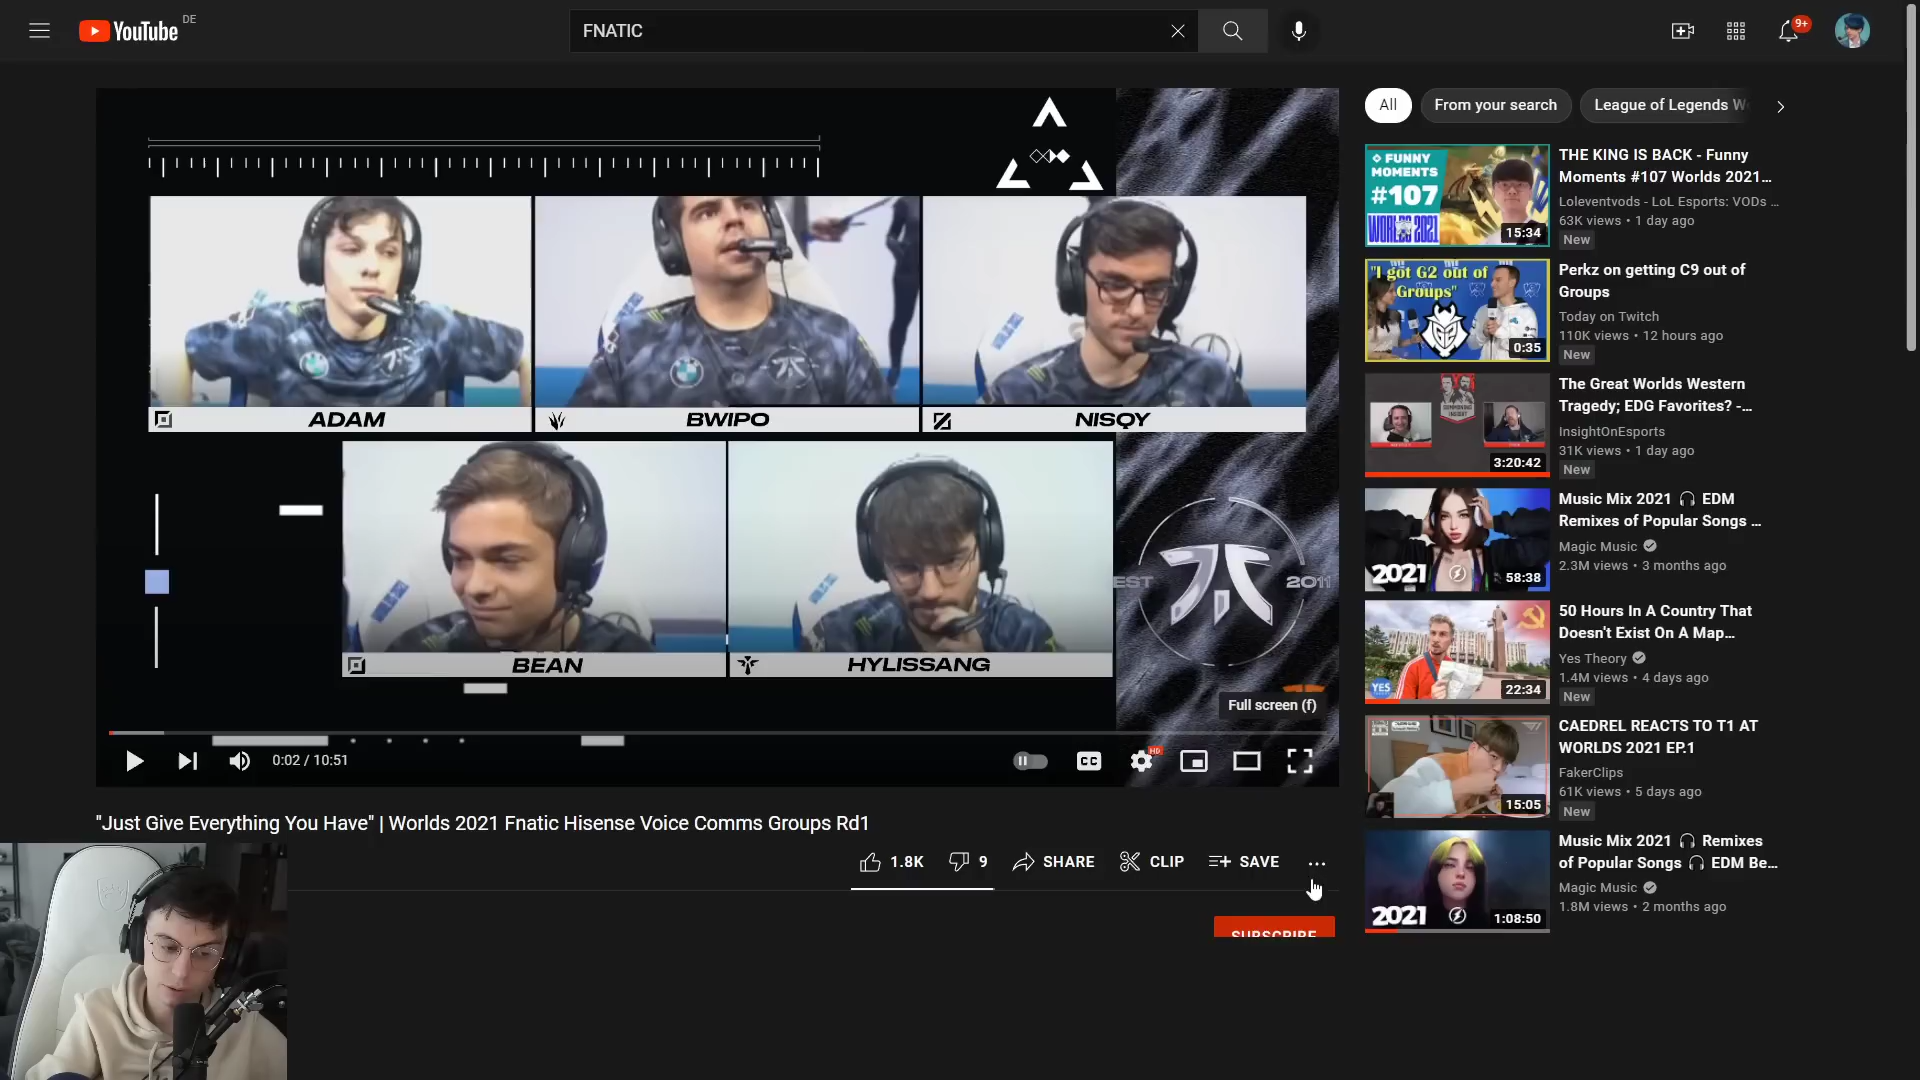 YouTube DE
FNATIC
9+
ADAM
BWIPO
NISQY
BEAN
HYLISSANG
EST
2011
Full screen (f)
0:02 / 10:51
CC
HD
"Just Give Everything You Have" | Worlds 2021 Fnatic Hisense Voice Comms Groups Rd1
1.8K
9
SHARE
CLIP
SAVE
SUBSCRIBE
All
From your search
League of Legends W
FUNNY
MOMENTS
#107
WORLDS 2021
15:34
THE KING IS BACK - Funny
Moments #107 Worlds 2021...
Loleventvods - LoL Esports: VODs ...
63K views • 1 day ago
New
"I got G2 out of
Groups"
0:35
Perkz on getting C9 out of
Groups
Today on Twitch
110K views • 12 hours ago
New
SUMMONING
INSIGHT
3:20:42
The Great Worlds Western
Tragedy; EDG Favorites? -...
InsightOnEsports
31K views • 1 day ago
New
2021
58:38
Music Mix 2021 🎧 EDM
Remixes of Popular Songs ...
Magic Music
2.3M views • 3 months ago
YES
22:34
50 Hours In A Country That
Doesn't Exist On A Map...
Yes Theory
1.4M views • 4 days ago
New
15:05
CAEDREL REACTS TO T1 AT
WORLDS 2021 EP.1
FakerClips
61K views • 5 days ago
New
2021
1:08:50
Music Mix 2021 🎧 Remixes
of Popular Songs 🎧 EDM Be...
Magic Music
1.8M views • 2 months ago